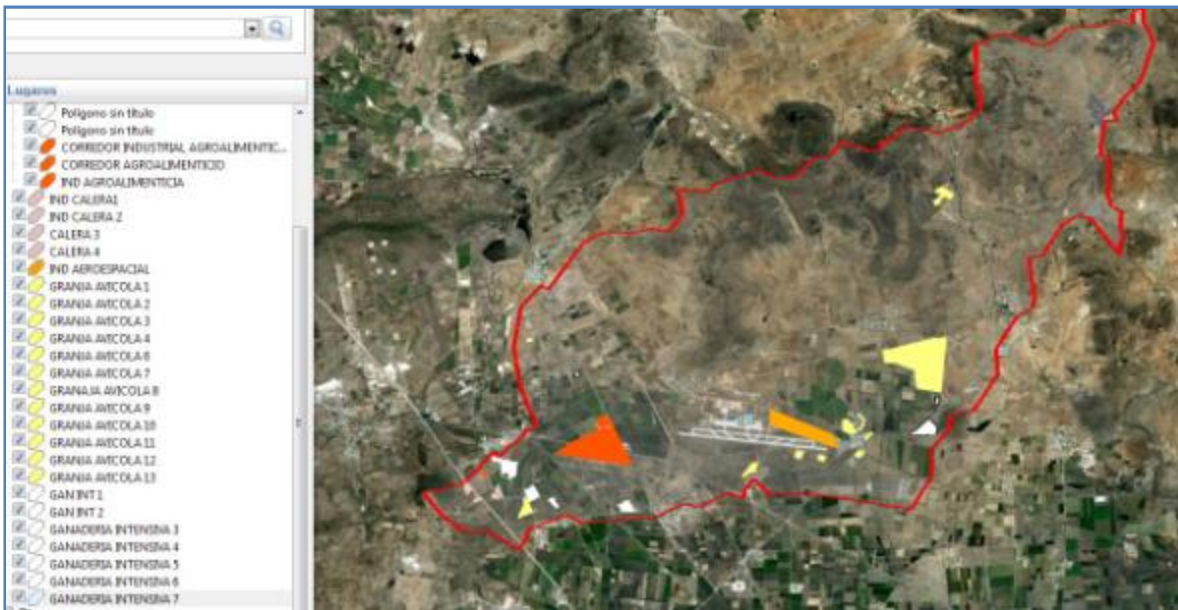 Lugares
Polígono sin título
Polígono sin título
CORREDOR INDUSTRIAL AGROALIMENTIC...
CORREDOR AGROALIMENTICIO
IND AGROALIMENTICIA
IND CALERA1
IND CALERA 2
CALERA 3
CALERA 4
IND AEROESPACIAL
GRANJA AVICOLA 1
GRANJA AVICOLA 2
GRANJA AVICOLA 3
GRANJA AVICOLA 4
GRANJA AVICOLA 6
GRANJA AVICOLA 7
GRANAJA AVICOLA 8
GRANJA AVICOLA 9
GRANJA AVICOLA 10
GRANJA AVICOLA 11
GRANJA AVICOLA 12
GRANJA AVICOLA 13
GAN INT 1
GAN INT 2
GANADERIA INTENSIVA 3
GANADERIA INTENSIVA 4
GANADERIA INTENSIVA 5
GANADERIA INTENSIVA 6
GANADERIA INTENSIVA 7